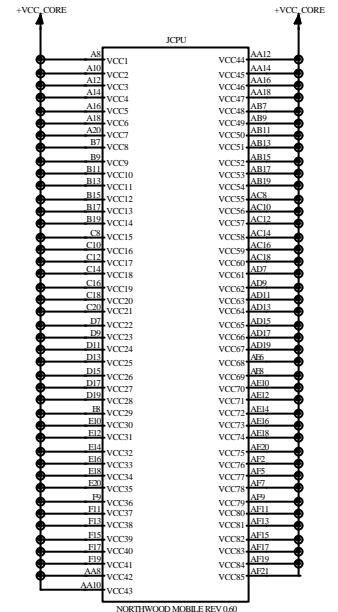 +VCC_CORE +VCC_CORE
JCPU
A8 VCC1 VCC44 AA12
A10 VCC2 VCC45 AA14
A12 VCC3 VCC46 AA16
A14 VCC4 VCC47 AA18
A16 VCC5 VCC48 AB7
A18 VCC6 VCC49 AB9
A20 VCC7 VCC50 AB11
B7 VCC8 VCC51 AB13
B9 VCC9 VCC52 AB15
B11 VCC10 VCC53 AB17
B13 VCC11 VCC54 AB19
B15 VCC12 VCC55 AC8
B17 VCC13 VCC56 AC10
B19 VCC14 VCC57 AC12
C8 VCC15 VCC58 AC14
C10 VCC16 VCC59 AC16
C12 VCC17 VCC60 AC18
C14 VCC18 VCC61 AD7
C16 VCC19 VCC62 AD9
C18 VCC20 VCC63 AD11
C20 VCC21 VCC64 AD13
D7 VCC22 VCC65 AD15
D9 VCC23 VCC66 AD17
D11 VCC24 VCC67 AD19
D13 VCC25 VCC68 AE6
D15 VCC26 VCC69 AE8
D17 VCC27 VCC70 AE10
D19 VCC28 VCC71 AE12
E8 VCC29 VCC72 AE14
E10 VCC30 VCC73 AE16
E12 VCC31 VCC74 AE18
E14 VCC32 VCC75 AE20
E16 VCC33 VCC76 AF2
E18 VCC34 VCC77 AF5
E20 VCC35 VCC78 AF7
F9 VCC36 VCC79 AF9
F11 VCC37 VCC80 AF11
F13 VCC38 VCC81 AF13
F15 VCC39 VCC82 AF15
F17 VCC40 VCC83 AF17
F19 VCC41 VCC84 AF19
AA8 VCC42 VCC85 AF21
AA10 VCC43
NORTHWOOD MOBILE REV 0.60